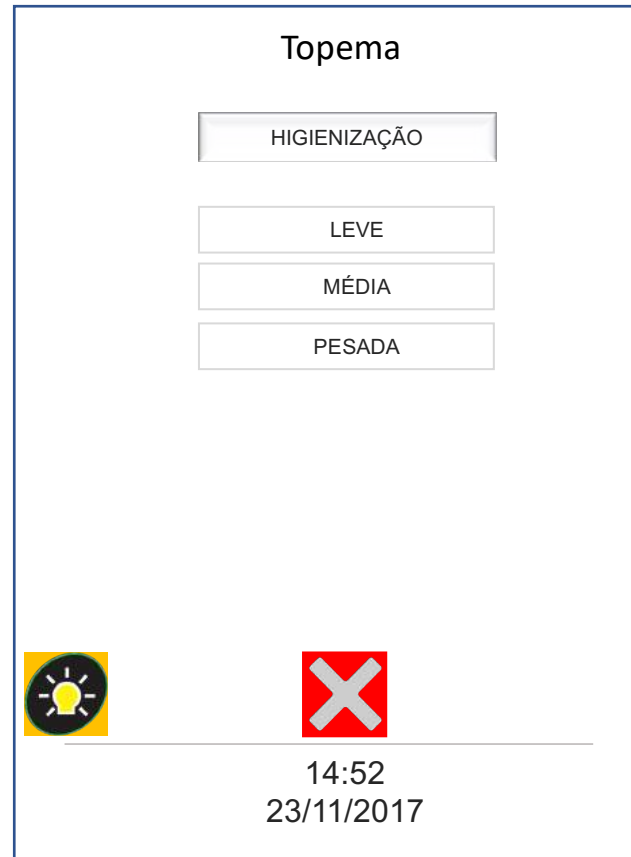 Topema
HIGIENIZAÇÃO
LEVE
MÉDIA
PESADA
14:52
23/11/2017